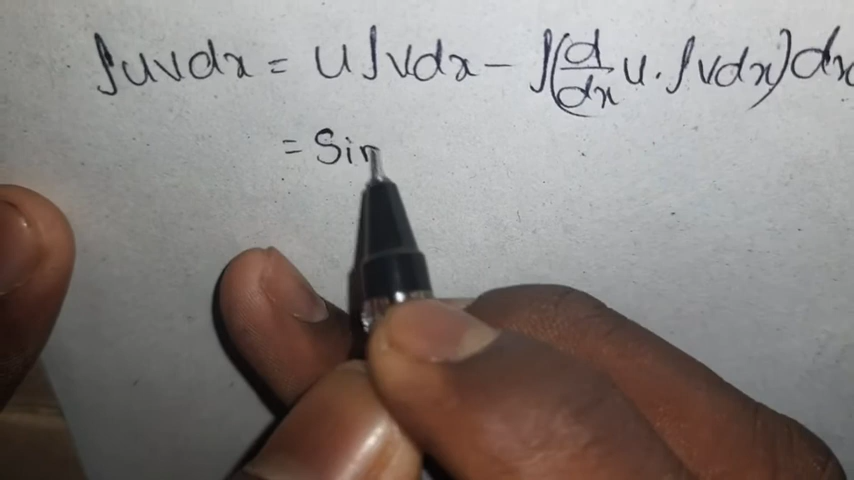 ∫uvdx = u∫vdx − ∫(d/dx u. ∫vdx)dx
= Sin